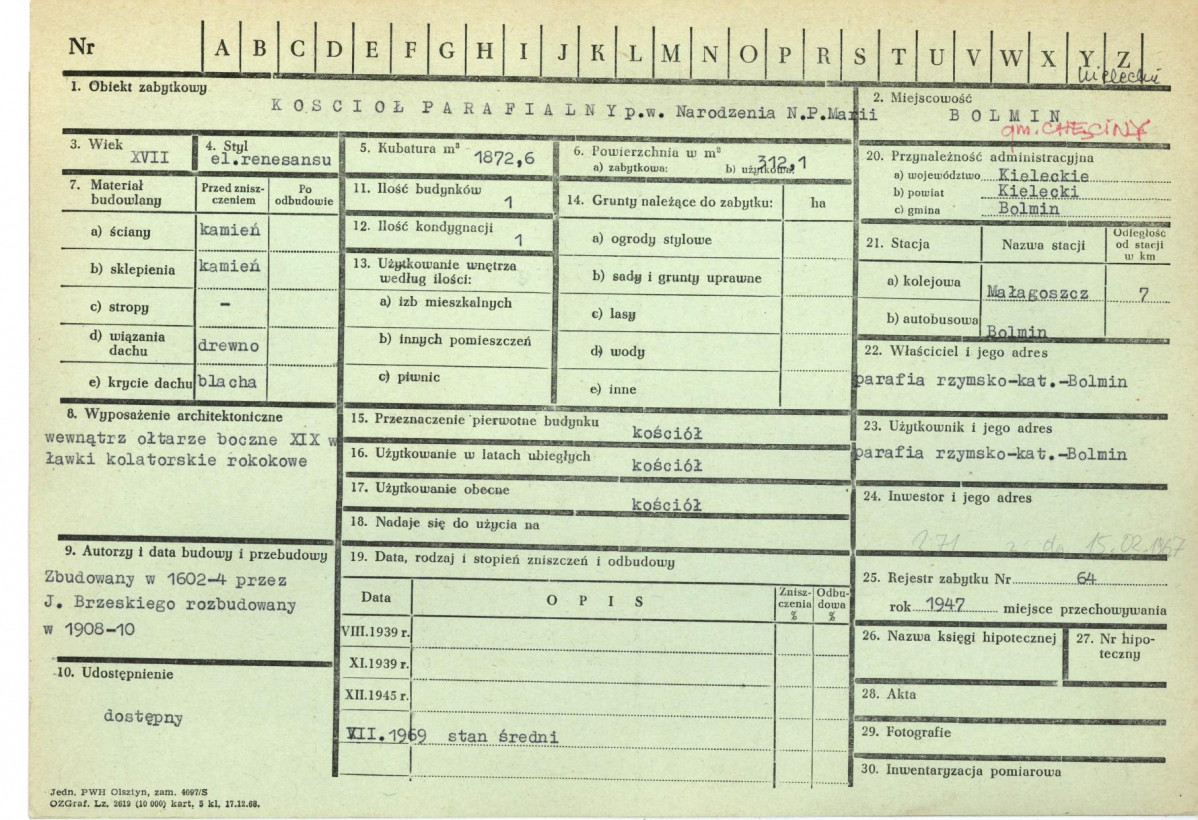 Nr A B C D E F G H I J K L M N O P R S T U V W X Y Z
kielecki
1. Obiekt zabytkowy
KOSCIOŁ PARAFIALNY p.w. Narodzenia N.P.Marii
2. Miejscowość
BOLMIN
gm. CHĘCINY
3. Wiek
XVII
4. Styl
el.renesansu
5. Kubatura m³
1872,6
6. Powierzchnia w m²
a) zabytkowa: b) użytkowa:
312,1
7. Materiał budowlany
Przed zniszczeniem
Po odbudowie
a) ściany kamień
b) sklepienia kamień
c) stropy –
d) wiązania dachu drewno
e) krycie dachu blacha
8. Wyposażenie architektoniczne
wewnątrz ołtarze boczne XIX w
ławki kolatorskie rokokowe
9. Autorzy i data budowy i przebudowy
Zbudowany w 1602-4 przez
J. Brzeskiego rozbudowany
w 1908-10
10. Udostępnienie
dostępny
11. Ilość budynków
1
12. Ilość kondygnacji
1
13. Użytkowanie wnętrza
według ilości:
a) izb mieszkalnych
b) innych pomieszczeń
c) piwnic
14. Grunty należące do zabytku: ha
a) ogrody stylowe
b) sady i grunty uprawne
c) lasy
d) wody
e) inne
15. Przeznaczenie pierwotne budynku
kościół
16. Użytkowanie w latach ubiegłych
kościół
17. Użytkowanie obecne
kościół
18. Nadaje się do użycia na
19. Data, rodzaj i stopień zniszczeń i odbudowy
Data OPIS Zniszczenia % Odbudowa %
VIII.1939 r.
XI.1939 r.
XII.1945 r.
VII.1969 stan średni
20. Przynależność administracyjna
a) województwo Kieleckie
b) powiat Kielecki
c) gmina Bolmin
21. Stacja Nazwa stacji Odległość od stacji w km
a) kolejowa Małagoszcz 7
b) autobusowa Bolmin
22. Właściciel i jego adres
parafia rzymsko-kat.-Bolmin
23. Użytkownik i jego adres
parafia rzymsko-kat.-Bolmin
24. Inwestor i jego adres
271 z dn 15.02.1967
25. Rejestr zabytku Nr 64
rok 1947 miejsce przechowywania
26. Nazwa księgi hipotecznej
27. Nr hipoteczny
28. Akta
29. Fotografie
30. Inwentaryzacja pomiarowa
Jedn. PWH Olsztyn, zam. 4697/S
OZGraf. Lz. 2619 (10 000) kart. 5 kl. 17.12.68.